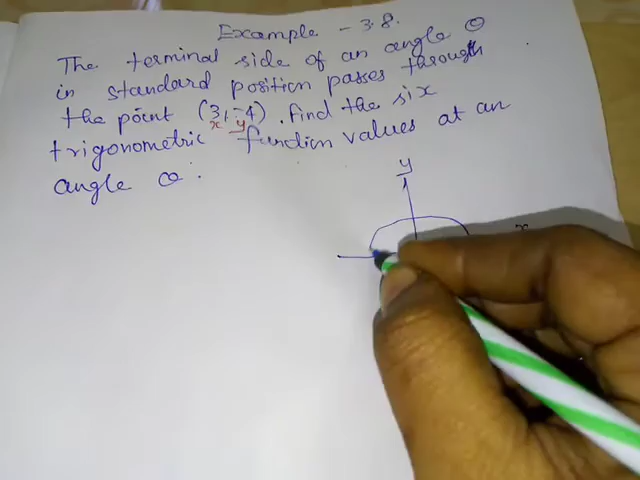 Example - 3.8.
The terminal side of an angle θ
in standard position passes through
the point (3, -4). Find the six
x y
trigonometric function values at an
angle θ.
y
x